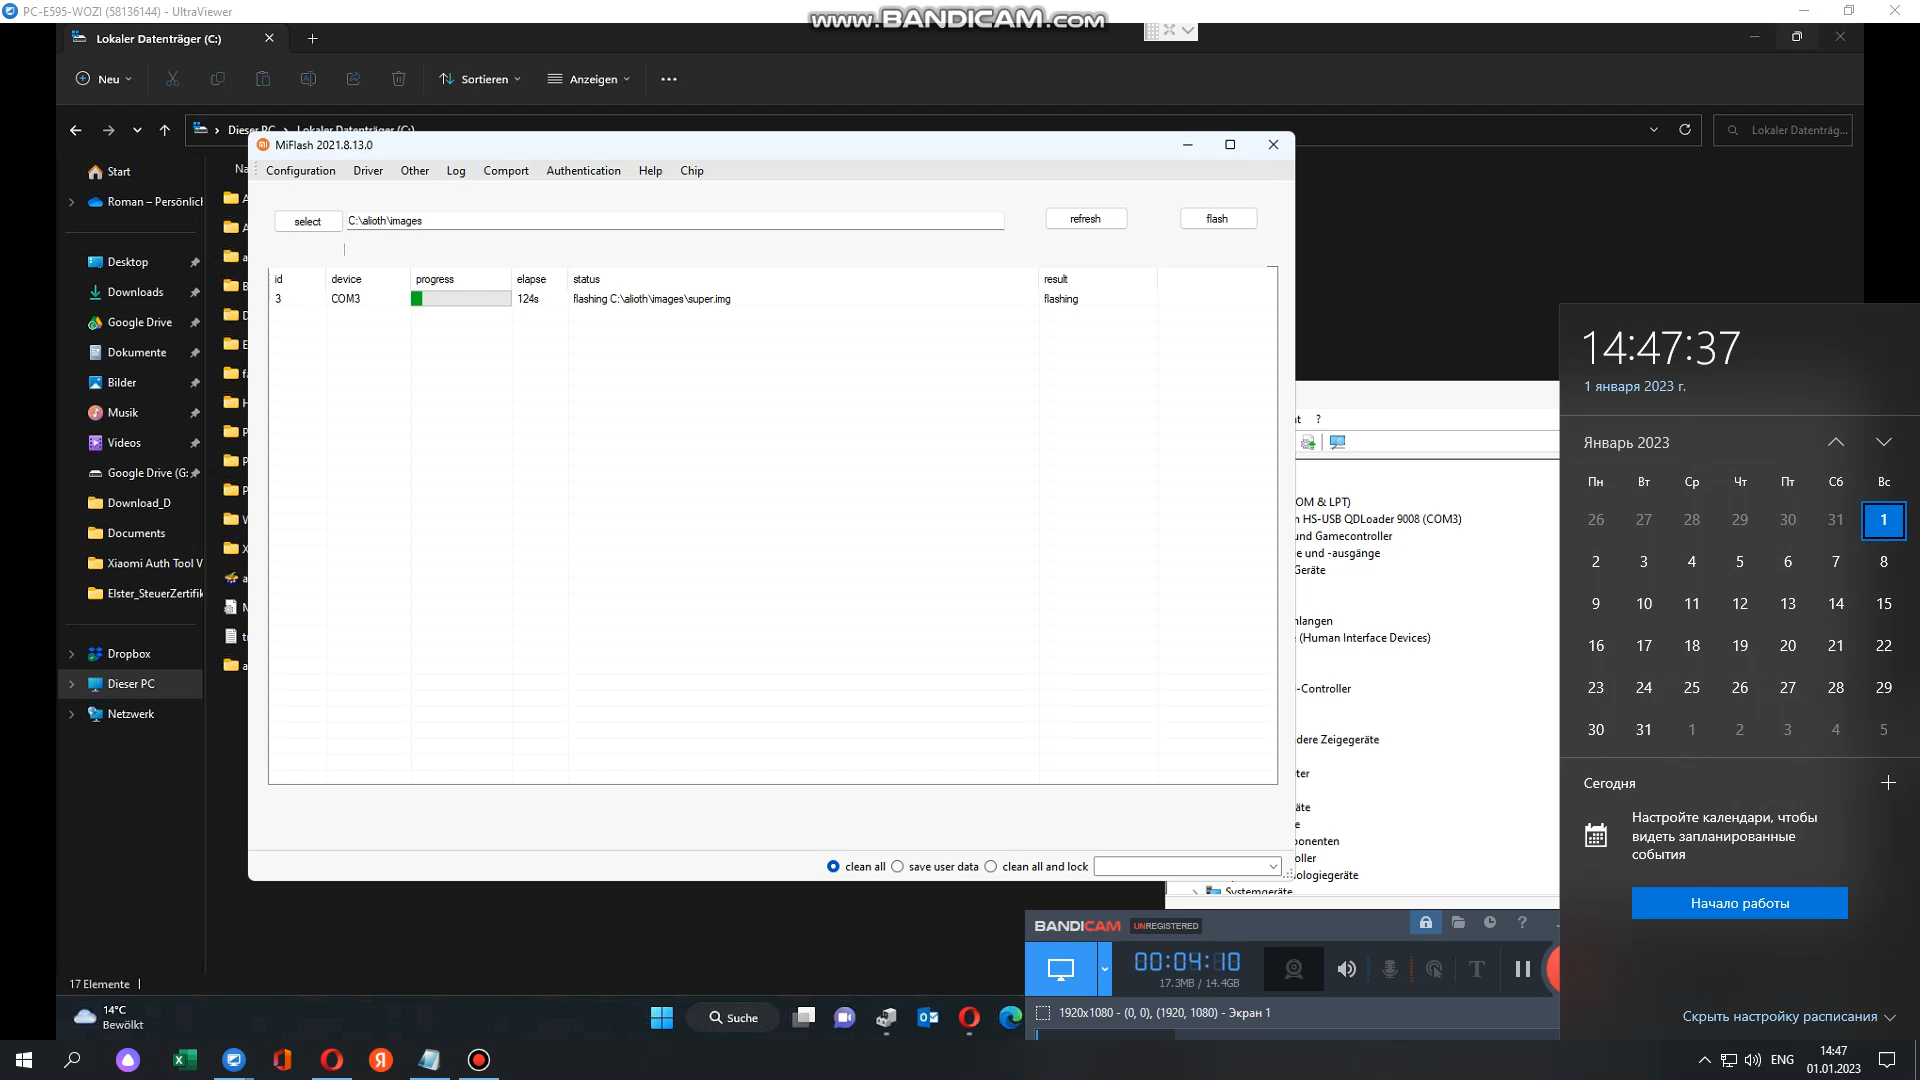 PC-E595-WOZI (58136144) - UltraViewer
www.BANDICAM.com
Lokaler Datenträger (C:)
Neu
Sortieren
Anzeigen
Dieser PC
Lokaler Datenträger (C:)
Lokaler Datenträg...
MiFlash 2021.8.13.0
Configuration
Driver
Other
Log
Comport
Authentication
Help
Chip
select
C:\alioth\images
refresh
flash
id
device
progress
elapse
status
result
3
COM3
124s
flashing C:\alioth\images\super.img
flashing
clean all
save user data
clean all and lock
Start
Roman – Persönlich
Desktop
Downloads
Google Drive
Dokumente
Bilder
Musik
Videos
Google Drive (G:
Download_D
Documents
Xiaomi Auth Tool V
Elster_SteuerZertifik
Dropbox
Dieser PC
Netzwerk
Na
A
A
a
B
D
E
f
H
P
P
P
W
X
a
M
tr
a
17 Elemente
14°C
Bewölkt
Suche
t ?
OM & LPT)
n HS-USB QDLoader 9008 (COM3)
und Gamecontroller
e und -ausgänge
Geräte
nlangen
(Human Interface Devices)
-Controller
dere Zeigegeräte
ter
äte
e
ponenten
oller
ologiegeräte
Systemgeräte
14:47:37
1 января 2023 г.
Январь 2023
Пн Вт Ср Чт Пт Сб Вс
26 27 28 29 30 31 1
2 3 4 5 6 7 8
9 10 11 12 13 14 15
16 17 18 19 20 21 22
23 24 25 26 27 28 29
30 31 1 2 3 4 5
Сегодня
Настройте календари, чтобы
видеть запланированные
события
Начало работы
Скрыть настройку расписания
BANDICAM UNREGISTERED
00:04:10
17.3MB / 14.4GB
1920x1080 - (0, 0), (1920, 1080) - Экран 1
ENG
14:47
01.01.2023